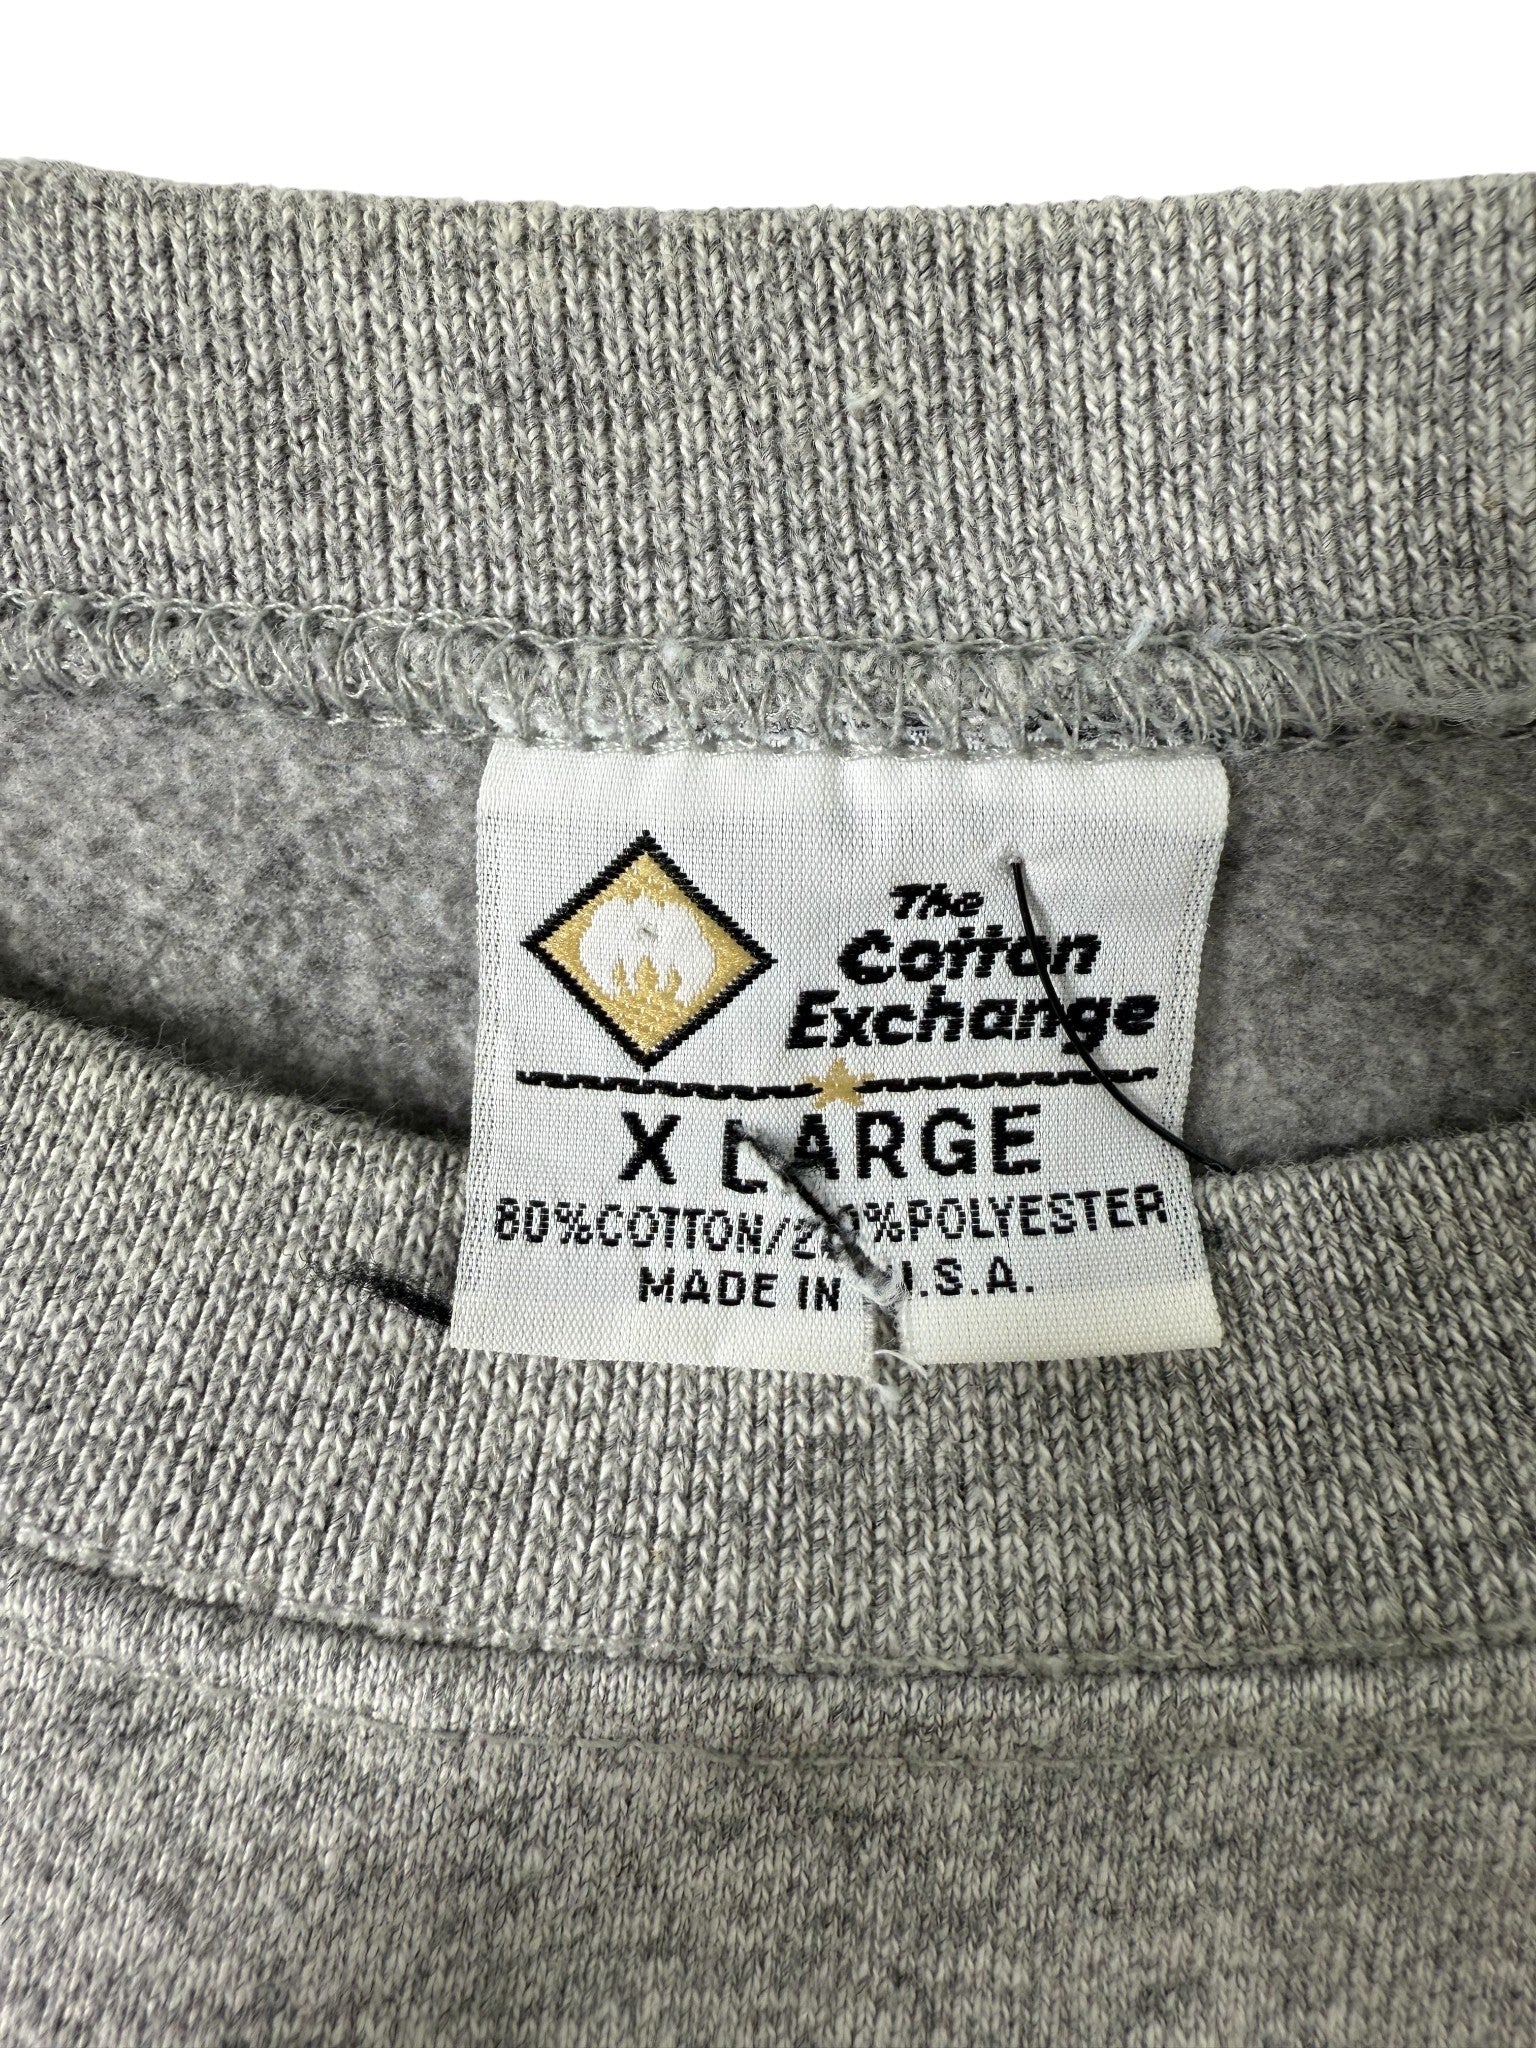 The
Cotton
Exchange
X LARGE
80%COTTON/20%POLYESTER
MADE IN U.S.A.